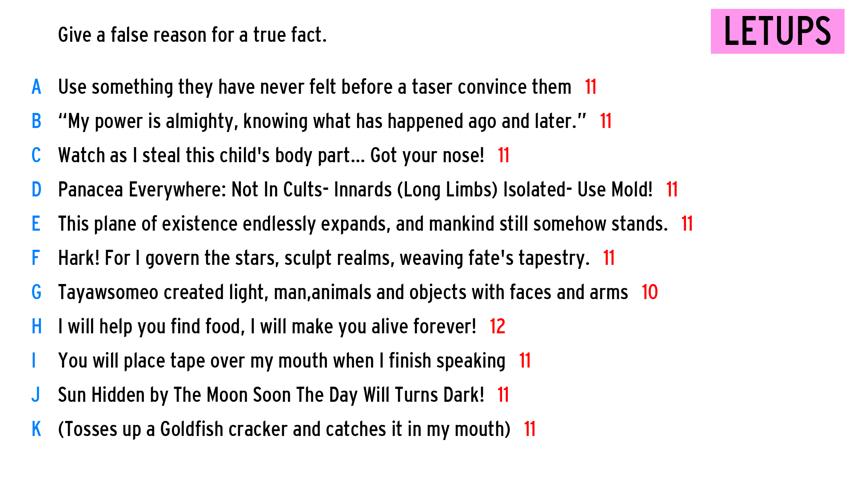 Give a false reason for a true fact.
LETUPS
A Use something they have never felt before a taser convince them 11
B “My power is almighty, knowing what has happened ago and later.” 11
C Watch as I steal this child's body part... Got your nose! 11
D Panacea Everywhere: Not In Cults- Innards (Long Limbs) Isolated- Use Mold! 11
E This plane of existence endlessly expands, and mankind still somehow stands. 11
F Hark! For I govern the stars, sculpt realms, weaving fate's tapestry. 11
G Tayawsomeo created light, man,animals and objects with faces and arms 10
H I will help you find food, I will make you alive forever! 12
I You will place tape over my mouth when I finish speaking 11
J Sun Hidden by The Moon Soon The Day Will Turns Dark! 11
K (Tosses up a Goldfish cracker and catches it in my mouth) 11